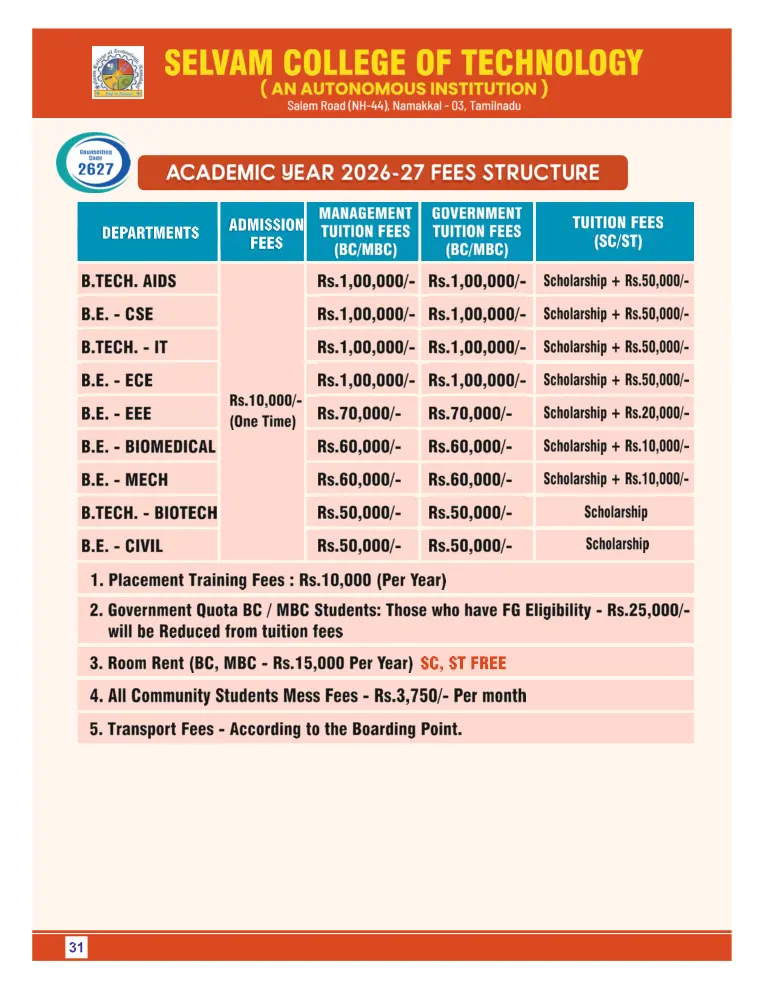 SELVAM COLLEGE OF TECHNOLOGY
( AN AUTONOMOUS INSTITUTION )
Salem Road (NH-44), Namakkal - 03, Tamilnadu
Counselling
Code
2627
ACADEMIC YEAR 2026-27 FEES STRUCTURE
DEPARTMENTS
ADMISSION
FEES
MANAGEMENT
TUITION FEES
(BC/MBC)
GOVERNMENT
TUITION FEES
(BC/MBC)
TUITION FEES
(SC/ST)
B.TECH. AIDS Rs.1,00,000/- Rs.1,00,000/- Scholarship + Rs.50,000/-
B.E. - CSE Rs.1,00,000/- Rs.1,00,000/- Scholarship + Rs.50,000/-
B.TECH. - IT Rs.1,00,000/- Rs.1,00,000/- Scholarship + Rs.50,000/-
B.E. - ECE Rs.1,00,000/- Rs.1,00,000/- Scholarship + Rs.50,000/-
Rs.10,000/-
(One Time)
B.E. - EEE Rs.70,000/- Rs.70,000/- Scholarship + Rs.20,000/-
B.E. - BIOMEDICAL Rs.60,000/- Rs.60,000/- Scholarship + Rs.10,000/-
B.E. - MECH Rs.60,000/- Rs.60,000/- Scholarship + Rs.10,000/-
B.TECH. - BIOTECH Rs.50,000/- Rs.50,000/- Scholarship
B.E. - CIVIL Rs.50,000/- Rs.50,000/- Scholarship
1. Placement Training Fees : Rs.10,000 (Per Year)
2. Government Quota BC / MBC Students: Those who have FG Eligibility - Rs.25,000/-
will be Reduced from tuition fees
3. Room Rent (BC, MBC - Rs.15,000 Per Year) SC, ST FREE
4. All Community Students Mess Fees - Rs.3,750/- Per month
5. Transport Fees - According to the Boarding Point.
31